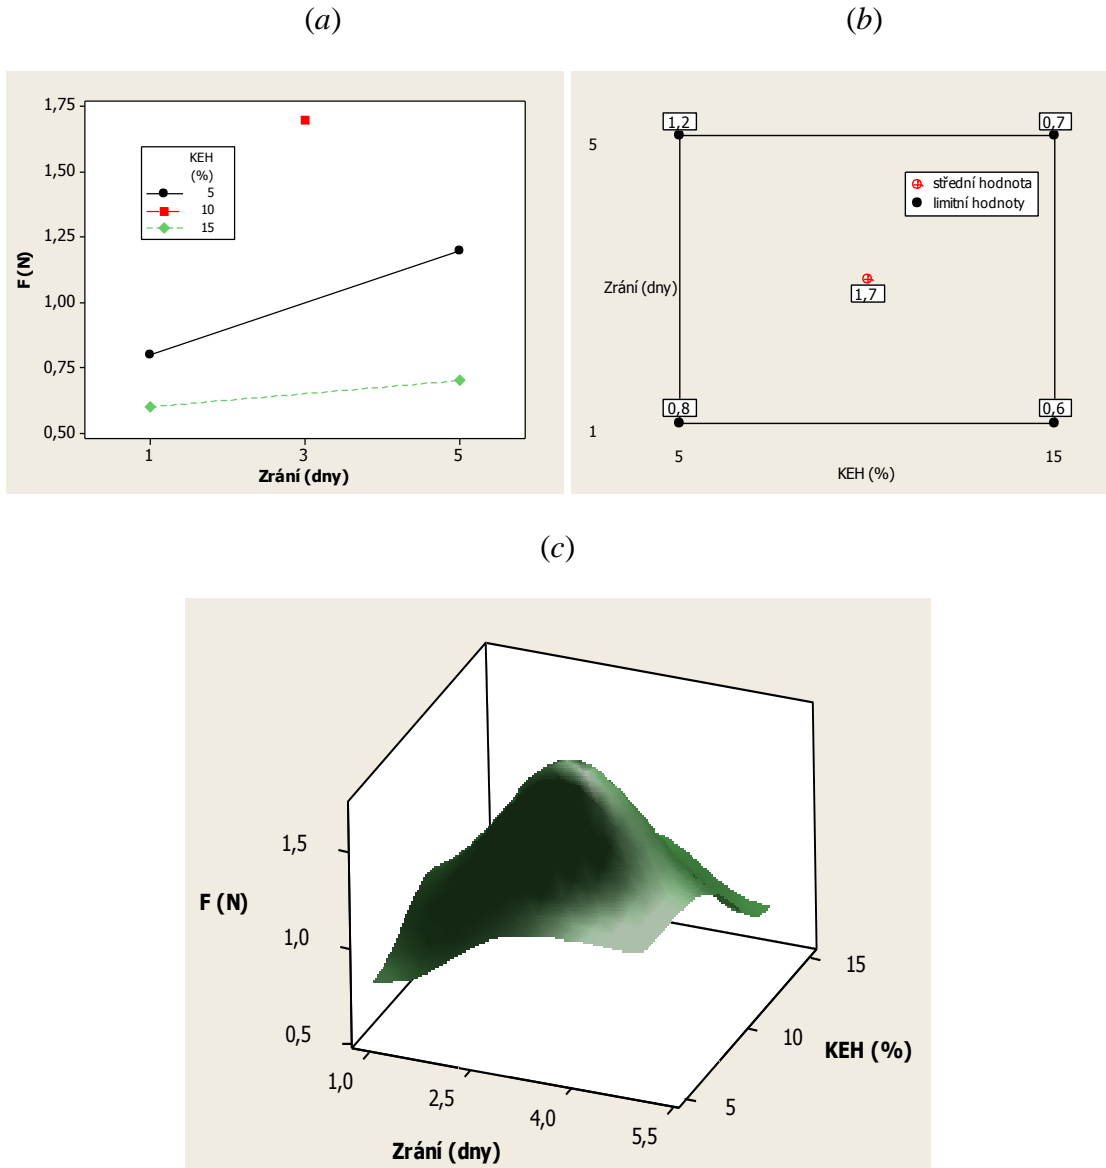 (a)
(b)
1,75
1,50
1,25
1,00
0,75
0,50
F (N)
KEH
(%)
5
10
15
1
3
5
Zrání (dny)
1,2
0,7
5
střední hodnota
limitní hodnoty
Zrání (dny)
1,7
0,8
0,6
1
5
15
KEH (%)
(c)
1,5
F (N)
1,0
0,5
15
10
KEH (%)
5
1,0
2,5
4,0
5,5
Zrání (dny)